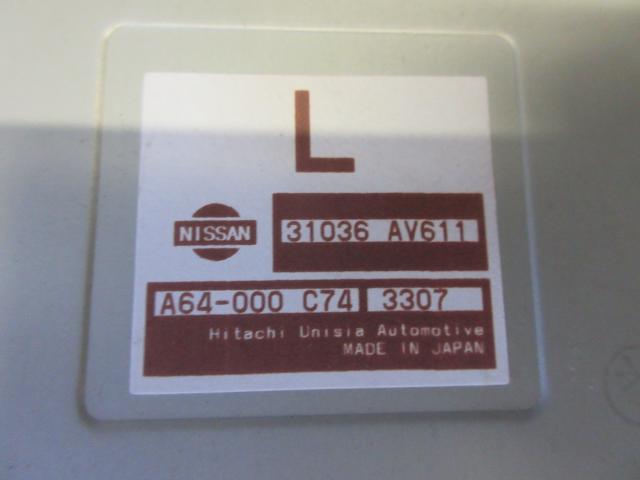 L
NISSAN
31036 AV611
A64-000 C74 3307
Hitachi Unisia Automotive
MADE IN JAPAN